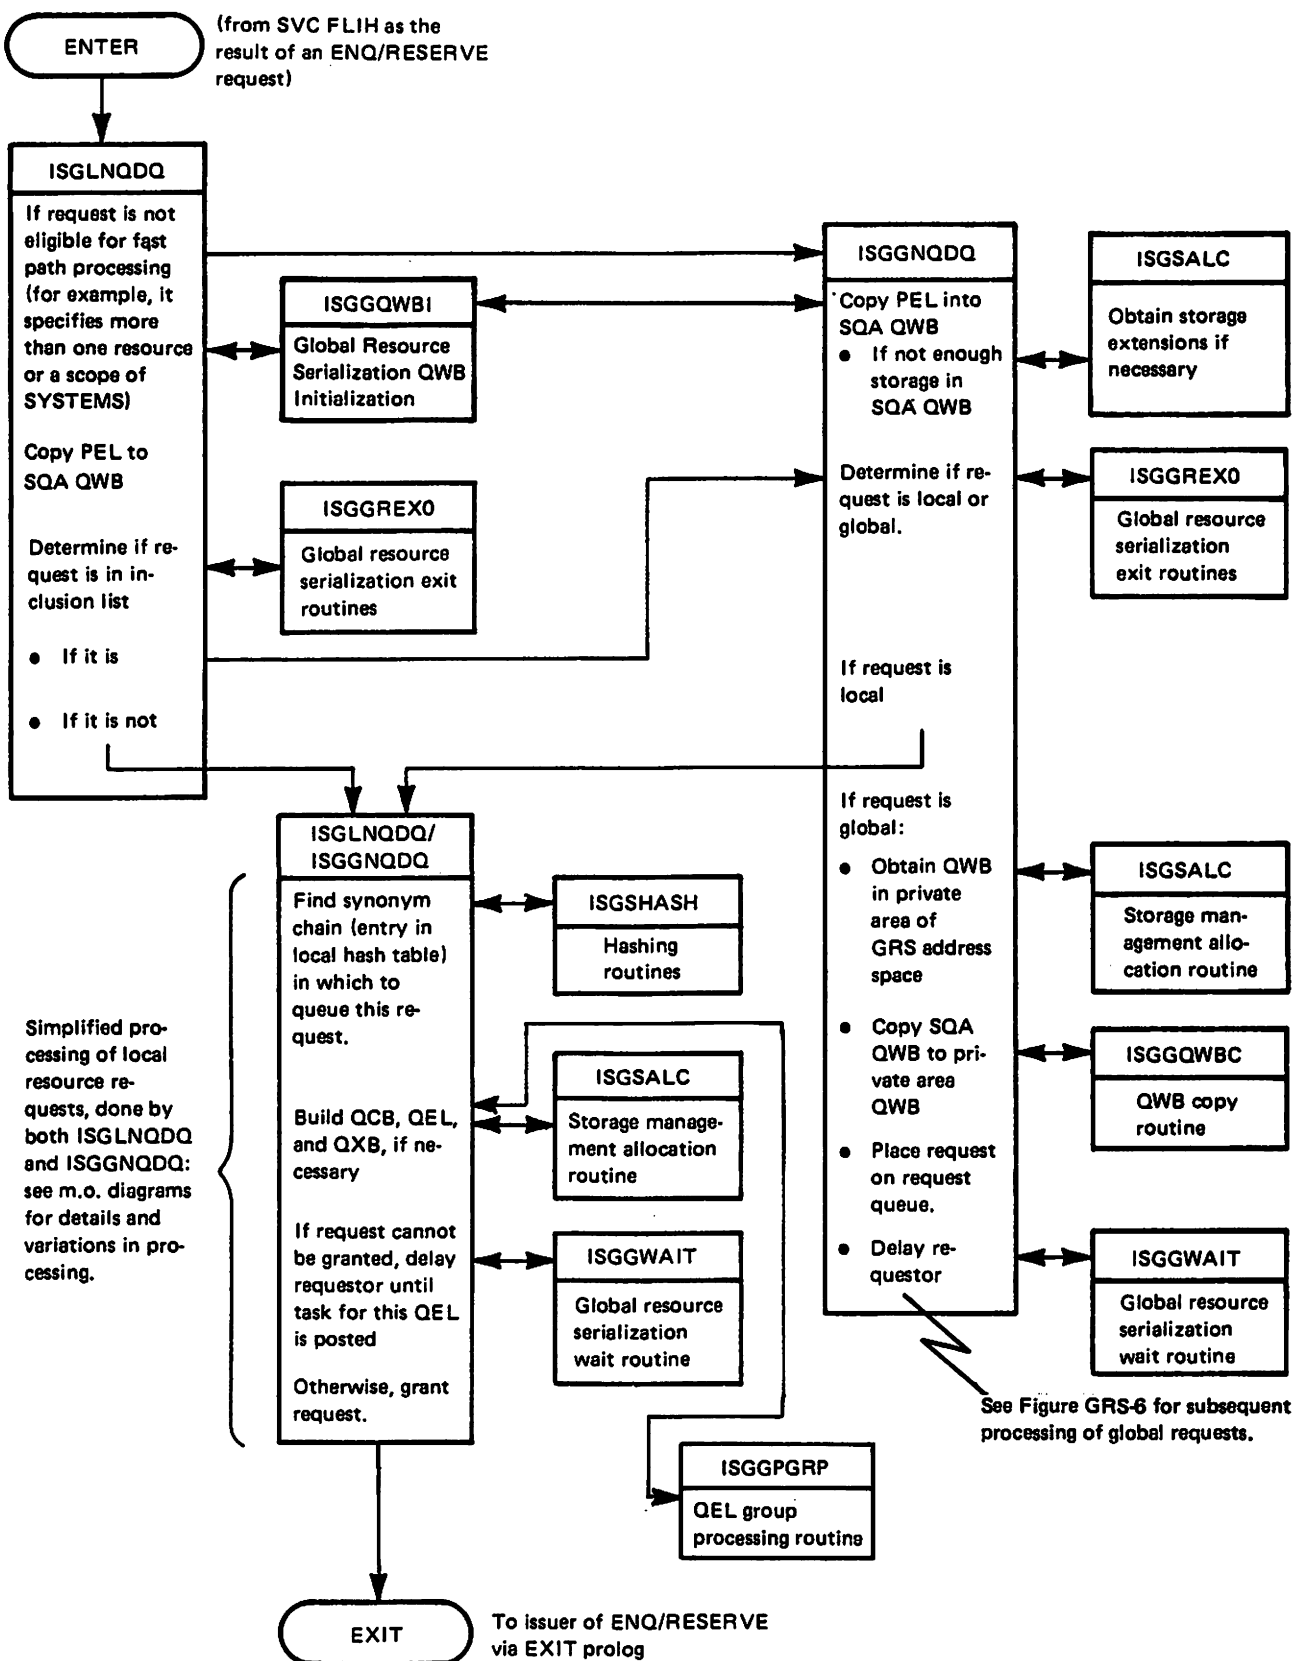 ENTER
(from SVC FLIH as the
result of an ENQ/RESERVE
request)
ISGLNQDQ
If request is not
eligible for fast
path processing
(for example, it
specifies more
than one resource
or a scope of
SYSTEMS)
Copy PEL to
SQA QWB
Determine if re-
quest is in in-
clusion list
• If it is
• If it is not
ISGGQWBI
Global Resource
Serialization QWB
Initialization
ISGGREX0
Global resource
serialization exit
routines
ISGGNQDQ
Copy PEL into
SQA QWB
• If not enough
storage in
SQA QWB
Determine if re-
quest is local or
global.
If request is
local
If request is
global:
• Obtain QWB
in private
area of
GRS address
space
• Copy SQA
QWB to pri-
vate area
QWB
• Place request
on request
queue.
• Delay re-
questor
ISGSALC
Obtain storage
extensions if
necessary
ISGGREX0
Global resource
serialization
exit routines
ISGSALC
Storage man-
agement allo-
cation routine
ISGGQWBC
QWB copy
routine
ISGGWAIT
Global resource
serialization
wait routine
See Figure GRS-6 for subsequent
processing of global requests.
Simplified pro-
cessing of local
resource re-
quests, done by
both ISGLNQDQ
and ISGGNQDQ:
see m.o. diagrams
for details and
variations in pro-
cessing.
ISGLNQDQ/
ISGGNQDQ
Find synonym
chain (entry in
local hash table)
in which to
queue this re-
quest.
Build QCB, QEL,
and QXB, if ne-
cessary
If request cannot
be granted, delay
requestor until
task for this QEL
is posted
Otherwise, grant
request.
ISGSHASH
Hashing
routines
ISGSALC
Storage manage-
ment allocation
routine
ISGGWAIT
Global resource
serialization
wait routine
ISGGPGRP
QEL group
processing routine
EXIT
To issuer of ENQ/RESERVE
via EXIT prolog